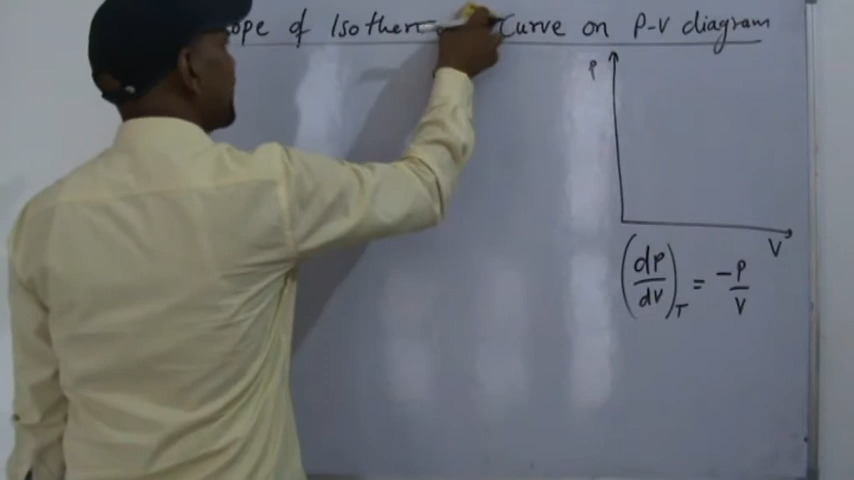 ope of Isother Curve on P-V diagram
P
V
(dP/dV)T = -P/V